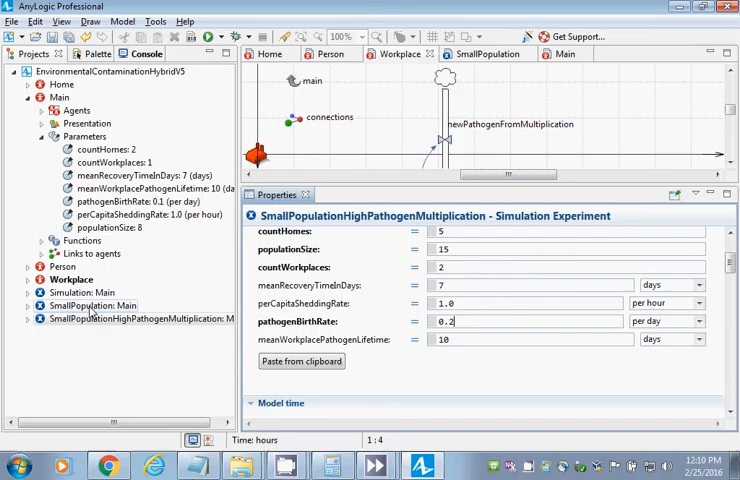 AnyLogic Professional
File Edit View Draw Model Tools Help
100%
Get Support...
Projects Palette Console
Home Person Workplace SmallPopulation Main
EnvironmentalContaminationHybridV5
Home
Main
Agents
Presentation
Parameters
countHomes: 2
countWorkplaces: 1
meanRecoveryTimeInDays: 7 (days)
meanWorkplacePathogenLifetime: 10 (da
pathogenBirthRate: 0.1 (per day)
perCapitaSheddingRate: 1.0 (per hour)
populationSize: 8
Functions
Links to agents
Person
Workplace
Simulation: Main
SmallPopulation: Main
SmallPopulationHighPathogenMultiplication: M
main
connections
newPathogenFromMultiplication
Properties
SmallPopulationHighPathogenMultiplication - Simulation Experiment
countHomes: = 5
populationSize: = 15
countWorkplaces: = 2
meanRecoveryTimeInDays: = 7 days
perCapitaSheddingRate: = 1.0 per hour
pathogenBirthRate: = 0.2 per day
meanWorkplacePathogenLifetime: = 10 days
Paste from clipboard
Model time
Time: hours 1:4
12:10 PM
2/25/2016